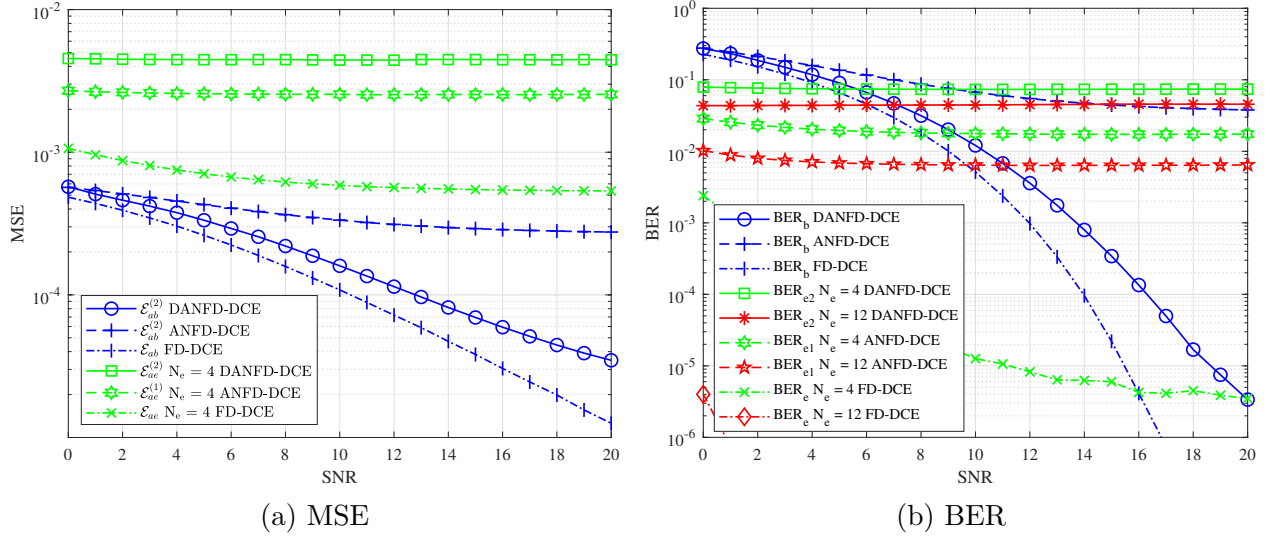 10^-2
10^-3
10^-4
MSE
0 2 4 6 8 10 12 14 16 18 20
SNR
ℰ_ab^(2) DANFD-DCE
ℰ_ab^(2) ANFD-DCE
ℰ_ab FD-DCE
ℰ_ae^(2) N_e = 4 DANFD-DCE
ℰ_ae^(1) N_e = 4 ANFD-DCE
ℰ_ae N_e = 4 FD-DCE
(a) MSE
10^0
10^-1
10^-2
10^-3
10^-4
10^-5
10^-6
BER
0 2 4 6 8 10 12 14 16 18 20
SNR
BER_b DANFD-DCE
BER_b ANFD-DCE
BER_b FD-DCE
BER_e2 N_e = 4 DANFD-DCE
BER_e2 N_e = 12 DANFD-DCE
BER_e1 N_e = 4 ANFD-DCE
BER_e1 N_e = 12 ANFD-DCE
BER_e N_e = 4 FD-DCE
BER_e N_e = 12 FD-DCE
(b) BER